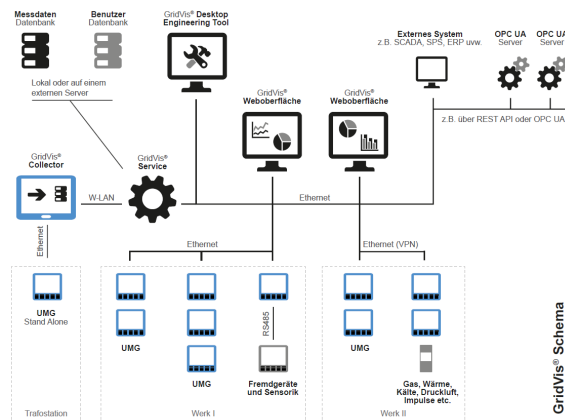 Messdaten
Datenbank
Benutzer
Datenbank
GridVis® Desktop
Engineering Tool
Externes System
z.B. SCADA, SPS, ERP uvw.
OPC UA
Server
OPC UA
Server
Lokal oder auf einem
externen Server
GridVis®
Weboberfläche
GridVis®
Weboberfläche
z.B. über REST API oder OPC UA
GridVis®
Collector
GridVis®
Service
W-LAN
Ethernet
Ethernet
Ethernet
Ethernet (VPN)
UMG
Stand Alone
UMG
UMG
RS485
Fremdgeräte
und Sensorik
UMG
Gas, Wärme,
Kälte, Druckluft,
Impulse etc.
Trafostation
Werk I
Werk II
GridVis® Schema